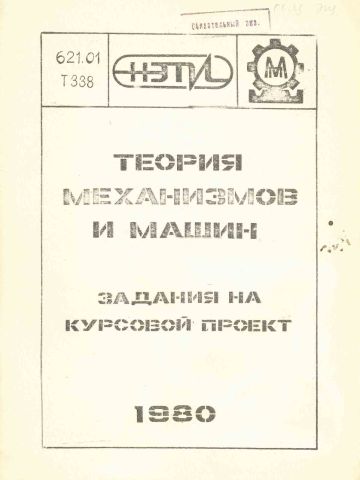 621.01
Т338
НЭТИ
М
ТЕОРИЯ
МЕХАНИЗМОВ
И МАШИН
ЗАДАНИЯ НА
КУРСОВОЙ ПРОЕКТ
1980